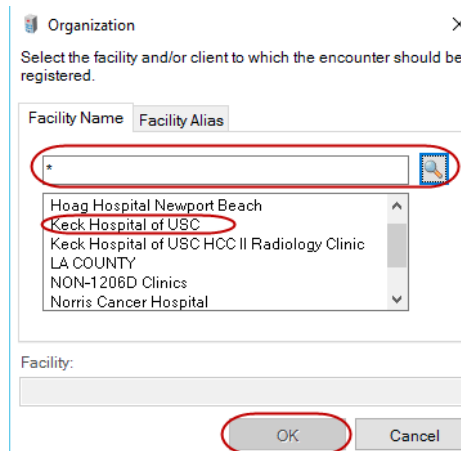 Organization
Select the facility and/or client to which the encounter should be
registered.
Facility Name
Facility Alias
*
Hoag Hospital Newport Beach
Keck Hospital of USC
Keck Hospital of USC HCC II Radiology Clinic
LA COUNTY
NON-1206D Clinics
Norris Cancer Hospital
Facility:
OK
Cancel